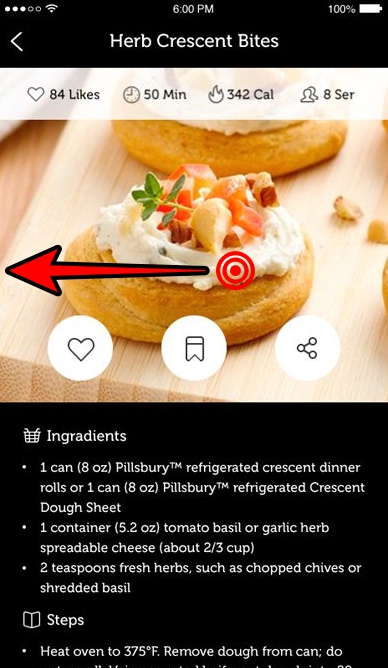 6:00 PM
100%
Herb Crescent Bites
84 Likes
50 Min
342 Cal
8 Ser
Ingredients
• 1 can (8 oz) Pillsbury™ refrigerated crescent dinner
rolls or 1 can (8 oz) Pillsbury™ refrigerated Crescent
Dough Sheet
• 1 container (5.2 oz) tomato basil or garlic herb
spreadable cheese (about 2/3 cup)
• 2 teaspoons fresh herbs, such as chopped chives or
shredded basil
Steps
• Heat oven to 375°F. Remove dough from can; do